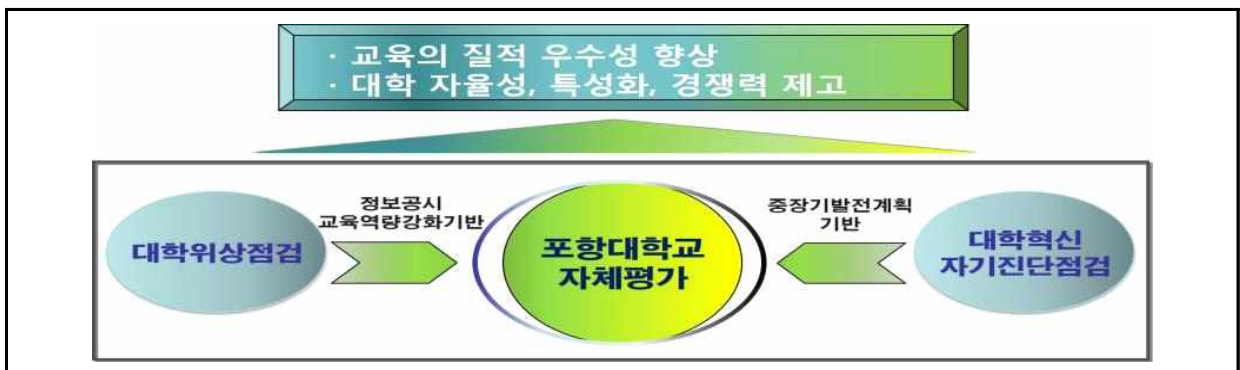 · 교육의 질적 우수성 향상
· 대학 자율성, 특성화, 경쟁력 제고
대학위상점검
정보공시
교육역량강화기반
포항대학교
자체평가
중장기발전계획
기반
대학혁신
자기진단점검